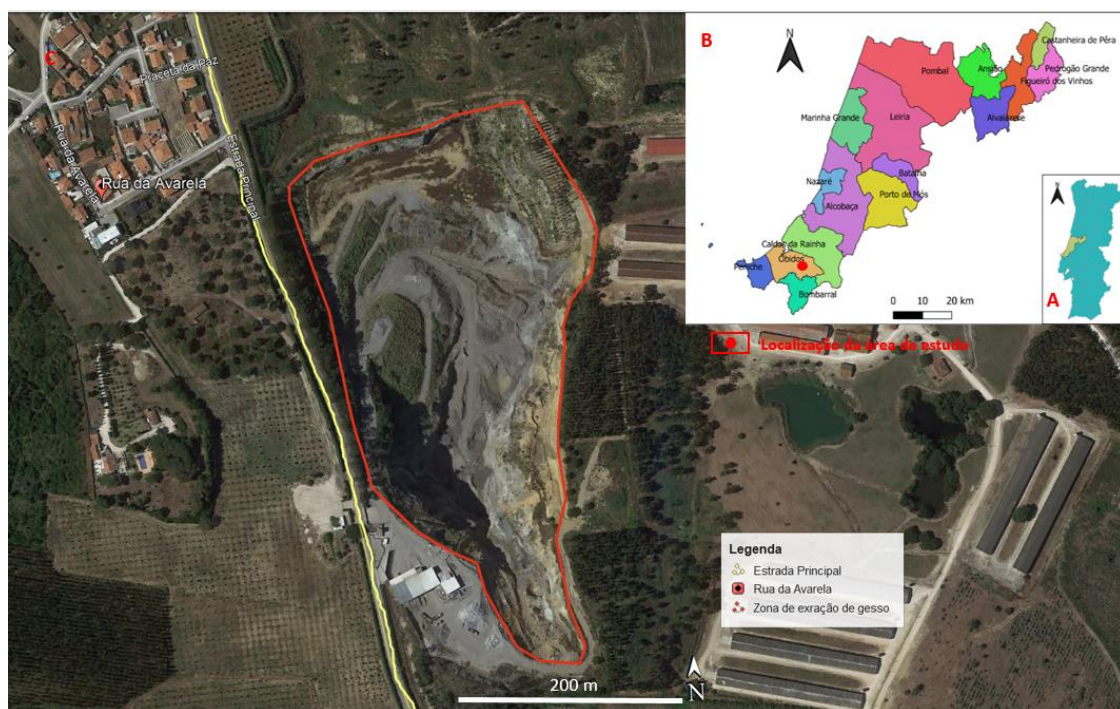 C
Praceta da Paz
Rua da Avarela
Rua da Avarela
Estrada Principal
B
N
Castanheira de Pêra
Pombal
Ansião
Pedrogão Grande
Figueiró dos Vinhos
Marinha Grande
Leiria
Batalha
Nazaré
Porto de Mós
Alcobaça
Caldas da Rainha
Óbidos
Peniche
Bombarral
0 10 20 km
N
A
Localização da área de estudo
Legenda
Estrada Principal
Rua da Avarela
Zona de exração de gesso
200 m
N